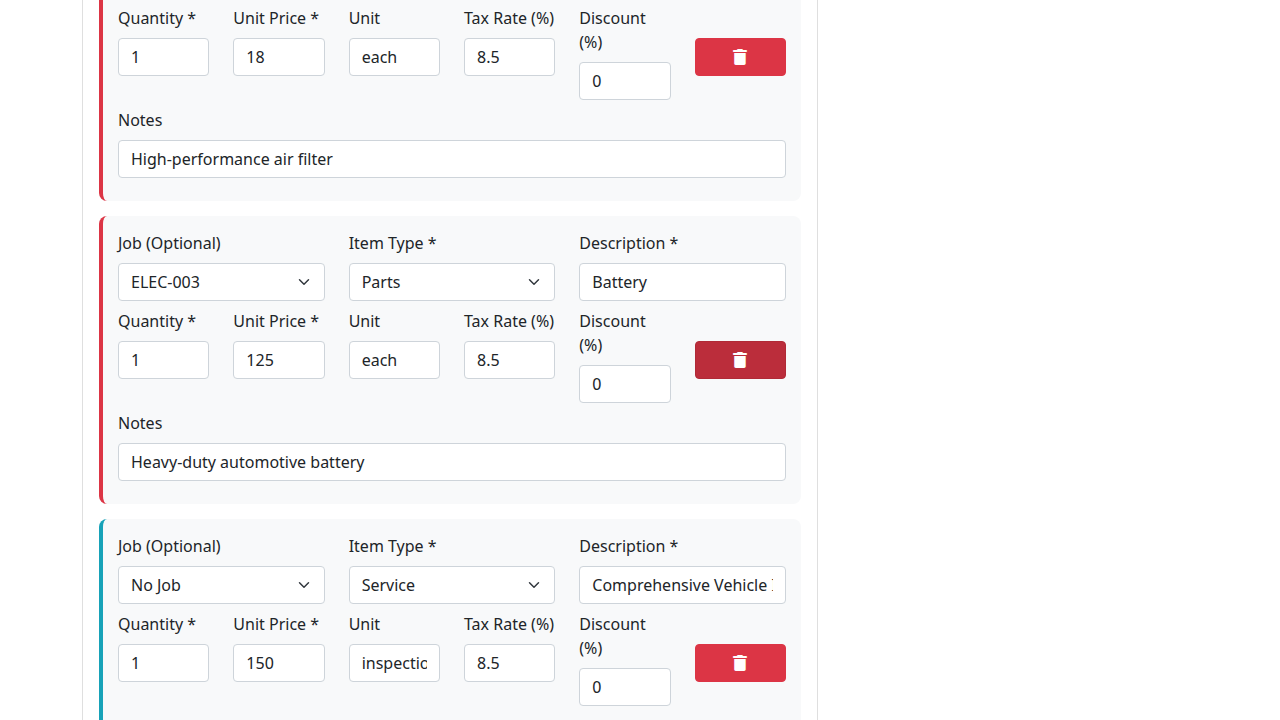 Quantity * Unit Price * Unit Tax Rate (%) Discount (%)
1 18 each 8.5 0
Notes
High-performance air filter
Job (Optional) Item Type * Description *
ELEC-003 Parts Battery
Quantity * Unit Price * Unit Tax Rate (%) Discount (%)
1 125 each 8.5 0
Notes
Heavy-duty automotive battery
Job (Optional) Item Type * Description *
No Job Service Comprehensive Vehicle
Quantity * Unit Price * Unit Tax Rate (%) Discount (%)
1 150 inspectio 8.5 0